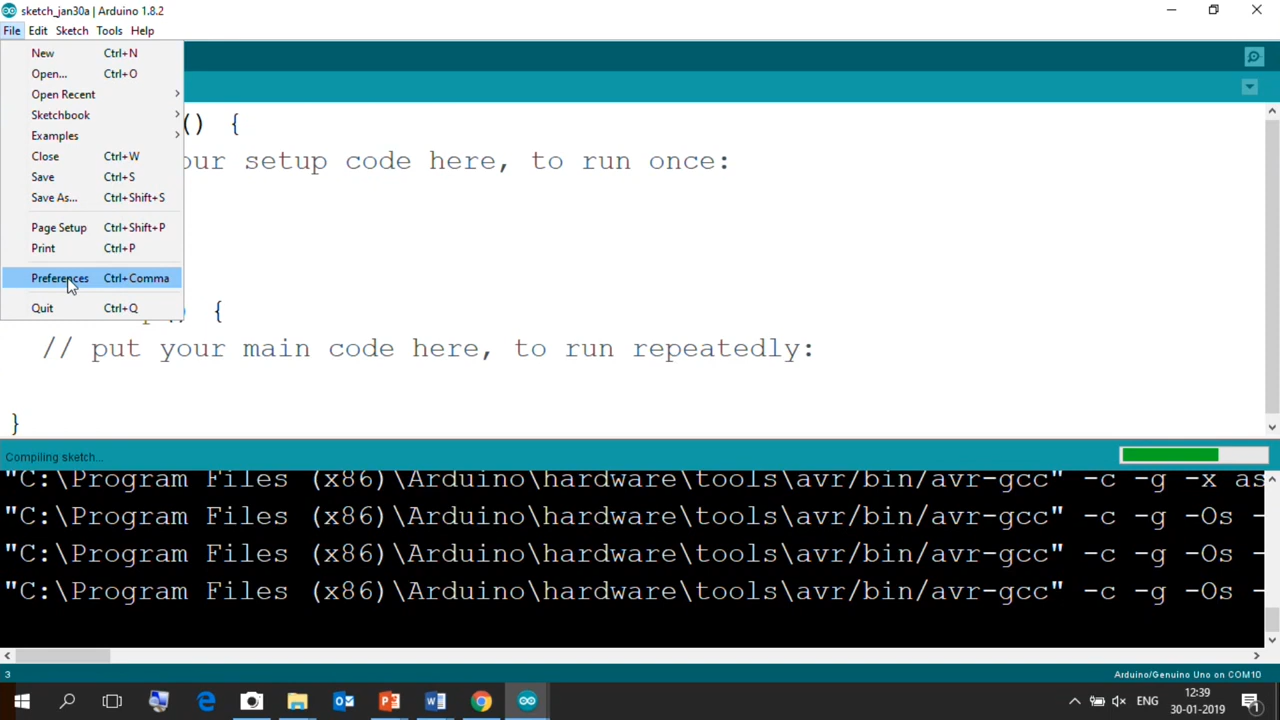 sketch_jan30a | Arduino 1.8.2
File Edit Sketch Tools Help
New Ctrl+N
Open... Ctrl+O
Open Recent
Sketchbook
Examples
Close Ctrl+W
Save Ctrl+S
Save As... Ctrl+Shift+S
Page Setup Ctrl+Shift+P
Print Ctrl+P
Preferences Ctrl+Comma
Quit Ctrl+Q
() {
our setup code here, to run once:
() {
// put your main code here, to run repeatedly:
}
Compiling sketch...
"C:\Program Files (x86)\Arduino\hardware\tools\avr/bin/avr-gcc" -c -g -x as
"C:\Program Files (x86)\Arduino\hardware\tools\avr/bin/avr-gcc" -c -g -Os -
"C:\Program Files (x86)\Arduino\hardware\tools\avr/bin/avr-gcc" -c -g -Os -
"C:\Program Files (x86)\Arduino\hardware\tools\avr/bin/avr-gcc" -c -g -Os -
3 Arduino/Genuino Uno on COM10
ENG
12:39
30-01-2019